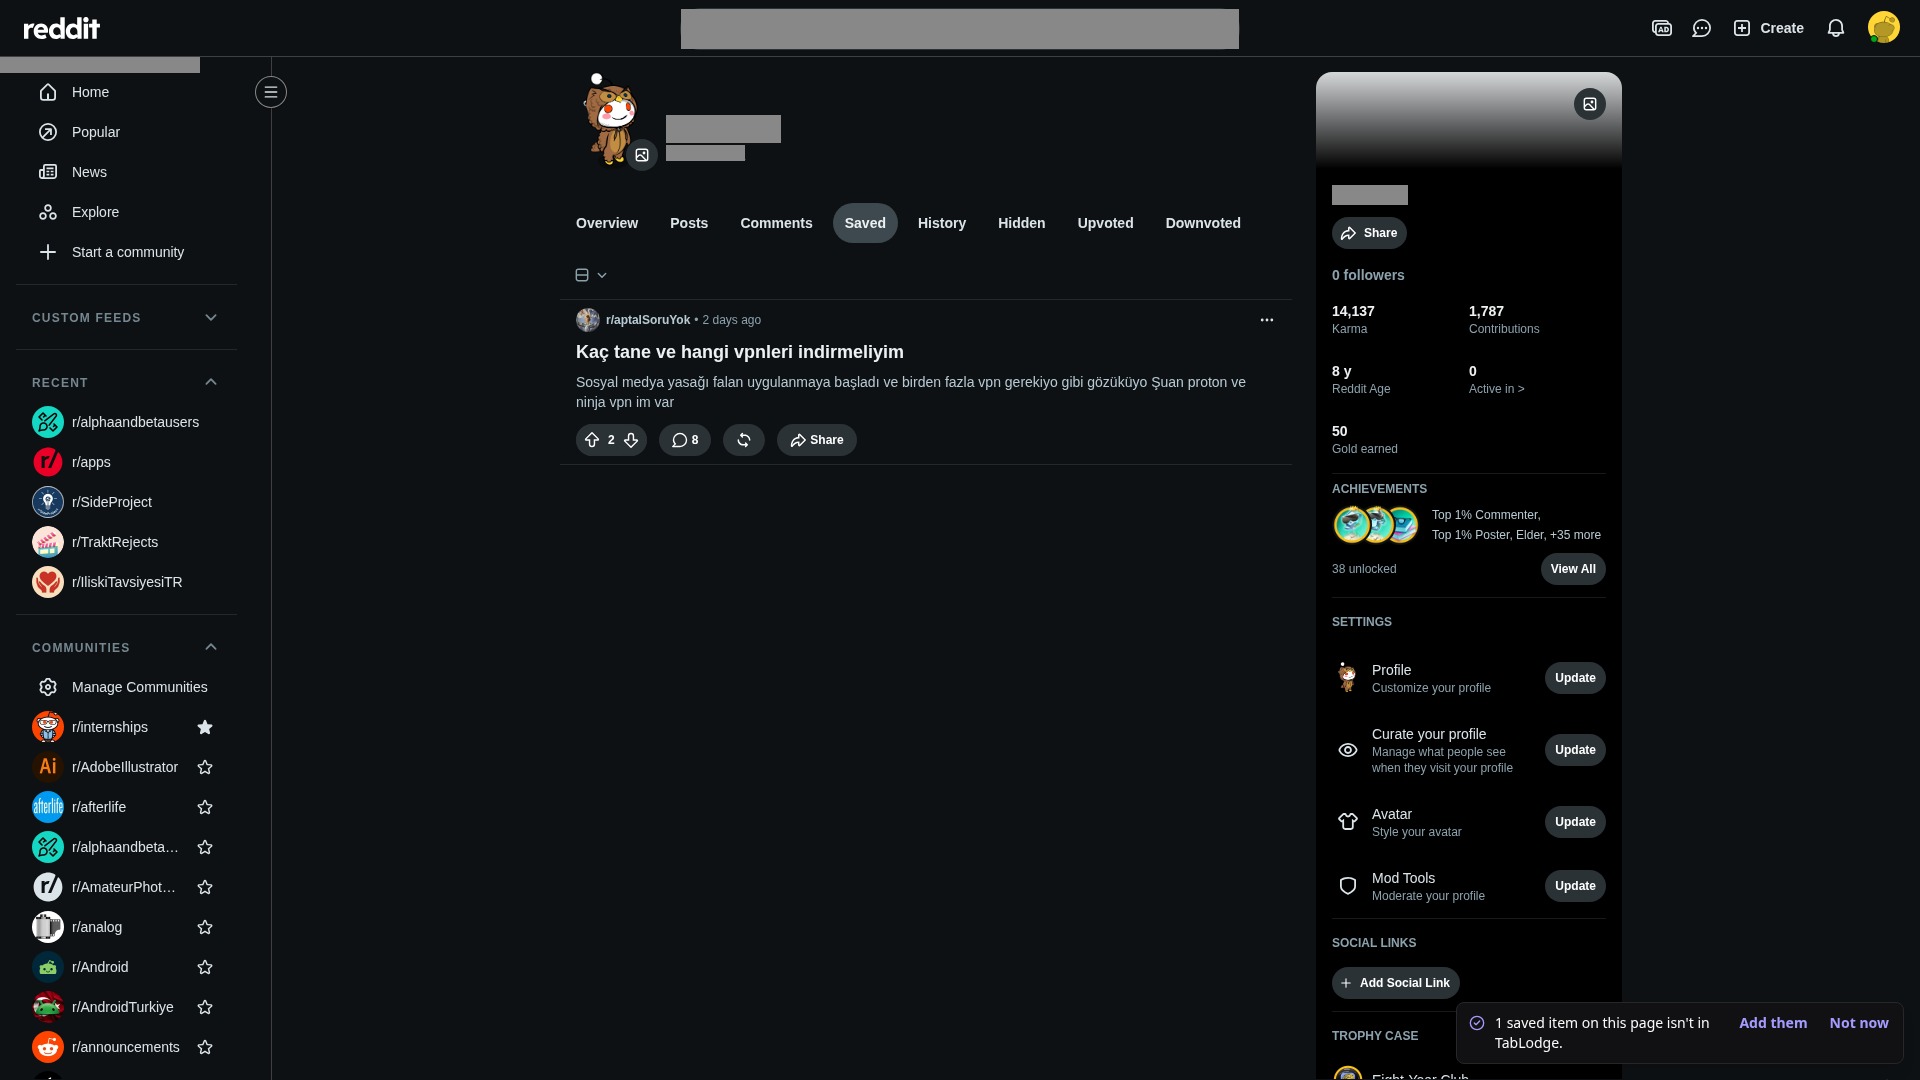 reddit
AD
Create
Home
Popular
News
Explore
Start a community
CUSTOM FEEDS
RECENT
r/alphaandbetausers
r/apps
r/SideProject
r/TraktRejects
r/IliskiTavsiyesiTR
COMMUNITIES
Manage Communities
r/internships
r/AdobeIllustrator
r/afterlife
r/alphaandbeta...
r/AmateurPhot...
r/analog
r/Android
r/AndroidTurkiye
r/announcements
Overview
Posts
Comments
Saved
History
Hidden
Upvoted
Downvoted
r/aptalSoruYok • 2 days ago
Kaç tane ve hangi vpnleri indirmeliyim
Sosyal medya yasağı falan uygulanmaya başladı ve birden fazla vpn gerekiyo gibi gözüküyo Şuan proton ve
ninja vpn im var
2
8
Share
Share
0 followers
14,137
Karma
1,787
Contributions
8 y
Reddit Age
0
Active in >
50
Gold earned
ACHIEVEMENTS
Top 1% Commenter,
Top 1% Poster, Elder, +35 more
38 unlocked
View All
SETTINGS
Profile
Customize your profile
Update
Curate your profile
Manage what people see
when they visit your profile
Update
Avatar
Style your avatar
Update
Mod Tools
Moderate your profile
Update
SOCIAL LINKS
Add Social Link
TROPHY CASE
Eight-Year Club
1 saved item on this page isn't in
TabLodge.
Add them
Not now